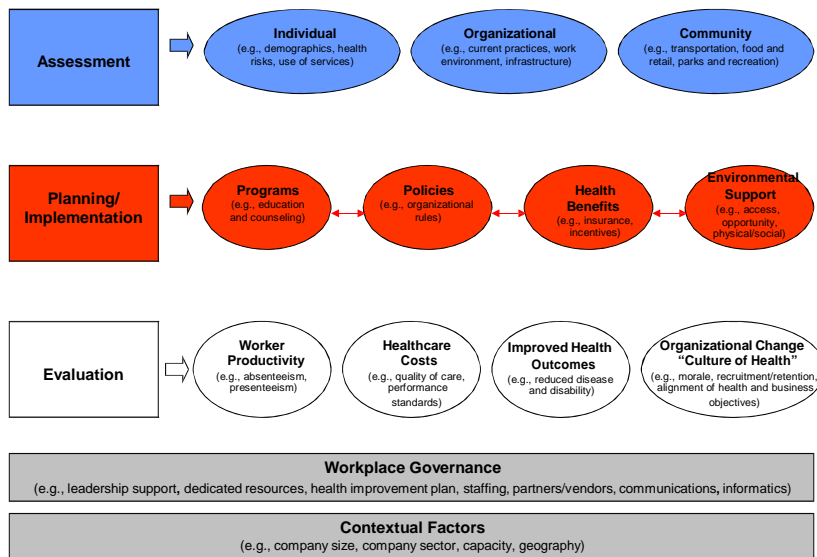 Assessment
Individual
(e.g., demographics, health
risks, use of services)
Organizational
(e.g., current practices, work
environment, infrastructure)
Community
(e.g., transportation, food and
retail, parks and recreation)
Planning/
Implementation
Programs
(e.g., education
and counseling)
Policies
(e.g., organizational
rules)
Health
Benefits
(e.g., insurance,
incentives)
Environmental
Support
(e.g., access,
opportunity,
physical/social)
Evaluation
Worker
Productivity
(e.g., absenteeism,
presenteeism)
Healthcare
Costs
(e.g., quality of care,
performance
standards)
Improved Health
Outcomes
(e.g., reduced disease
and disability)
Organizational Change
“Culture of Health”
(e.g., morale, recruitment/retention,
alignment of health and business
objectives)
Workplace Governance
(e.g., leadership support, dedicated resources, health improvement plan, staffing, partners/vendors, communications, informatics)
Contextual Factors
(e.g., company size, company sector, capacity, geography)